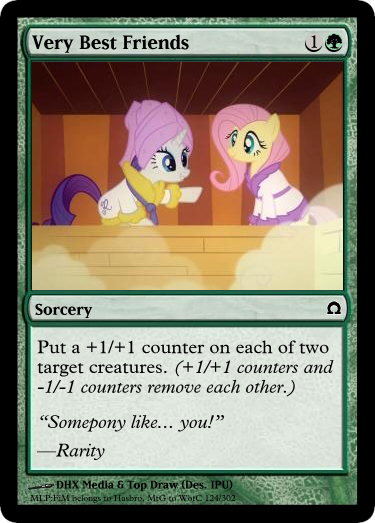 Very Best Friends 1
Sorcery Ω
Put a +1/+1 counter on each of two
target creatures. (+1/+1 counters and
-1/-1 counters remove each other.)
“Somepony like… you!”
—Rarity
DHX Media & Top Draw (Des. IPU)
MLP:FiM belongs to Hasbro, MtG to WotC 124/302